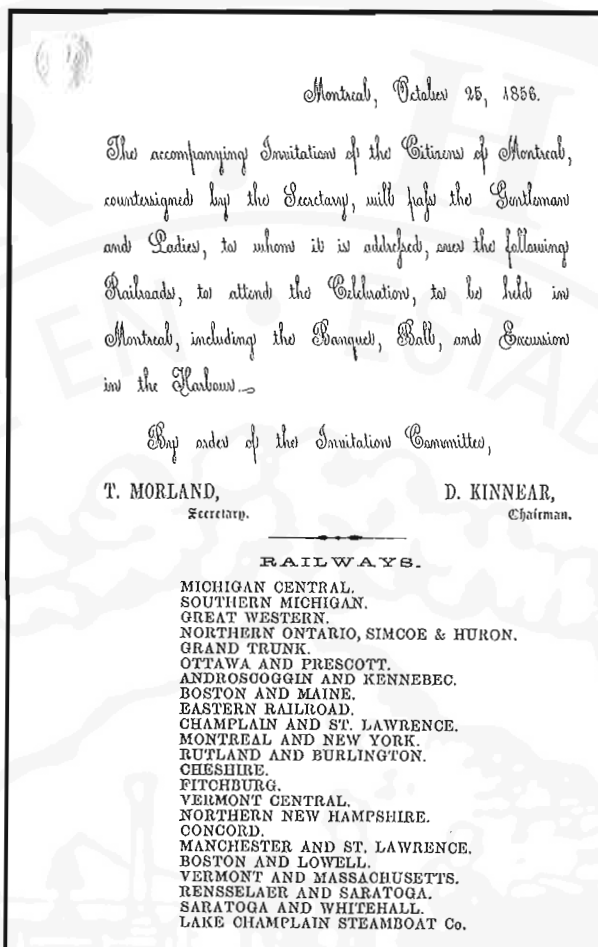 Montreal, October 25, 1856.
The accompanying Invitation of the Citizens of Montreal,
countersigned by the Secretary, will pass the Gentleman
and Ladies, to whom it is addressed, over the following
Railroads, to attend the Celebration, to be held in
Montreal, including the Banquet, Ball, and Excursion
in the Harbour.
By order of the Invitation Committee,
T. MORLAND, D. KINNEAR,
Secretary. Chairman.
RAILWAYS.
MICHIGAN CENTRAL.
SOUTHERN MICHIGAN.
GREAT WESTERN.
NORTHERN ONTARIO, SIMCOE & HURON.
GRAND TRUNK.
OTTAWA AND PRESCOTT.
ANDROSCOGGIN AND KENNEBEC.
BOSTON AND MAINE.
EASTERN RAILROAD.
CHAMPLAIN AND ST. LAWRENCE.
MONTREAL AND NEW YORK.
RUTLAND AND BURLINGTON.
CHESHIRE.
FITCHBURG.
VERMONT CENTRAL.
NORTHERN NEW HAMPSHIRE.
CONCORD.
MANCHESTER AND ST. LAWRENCE.
BOSTON AND LOWELL.
VERMONT AND MASSACHUSETTS.
RENSSELAER AND SARATOGA.
SARATOGA AND WHITEHALL.
LAKE CHAMPLAIN STEAMBOAT Co.